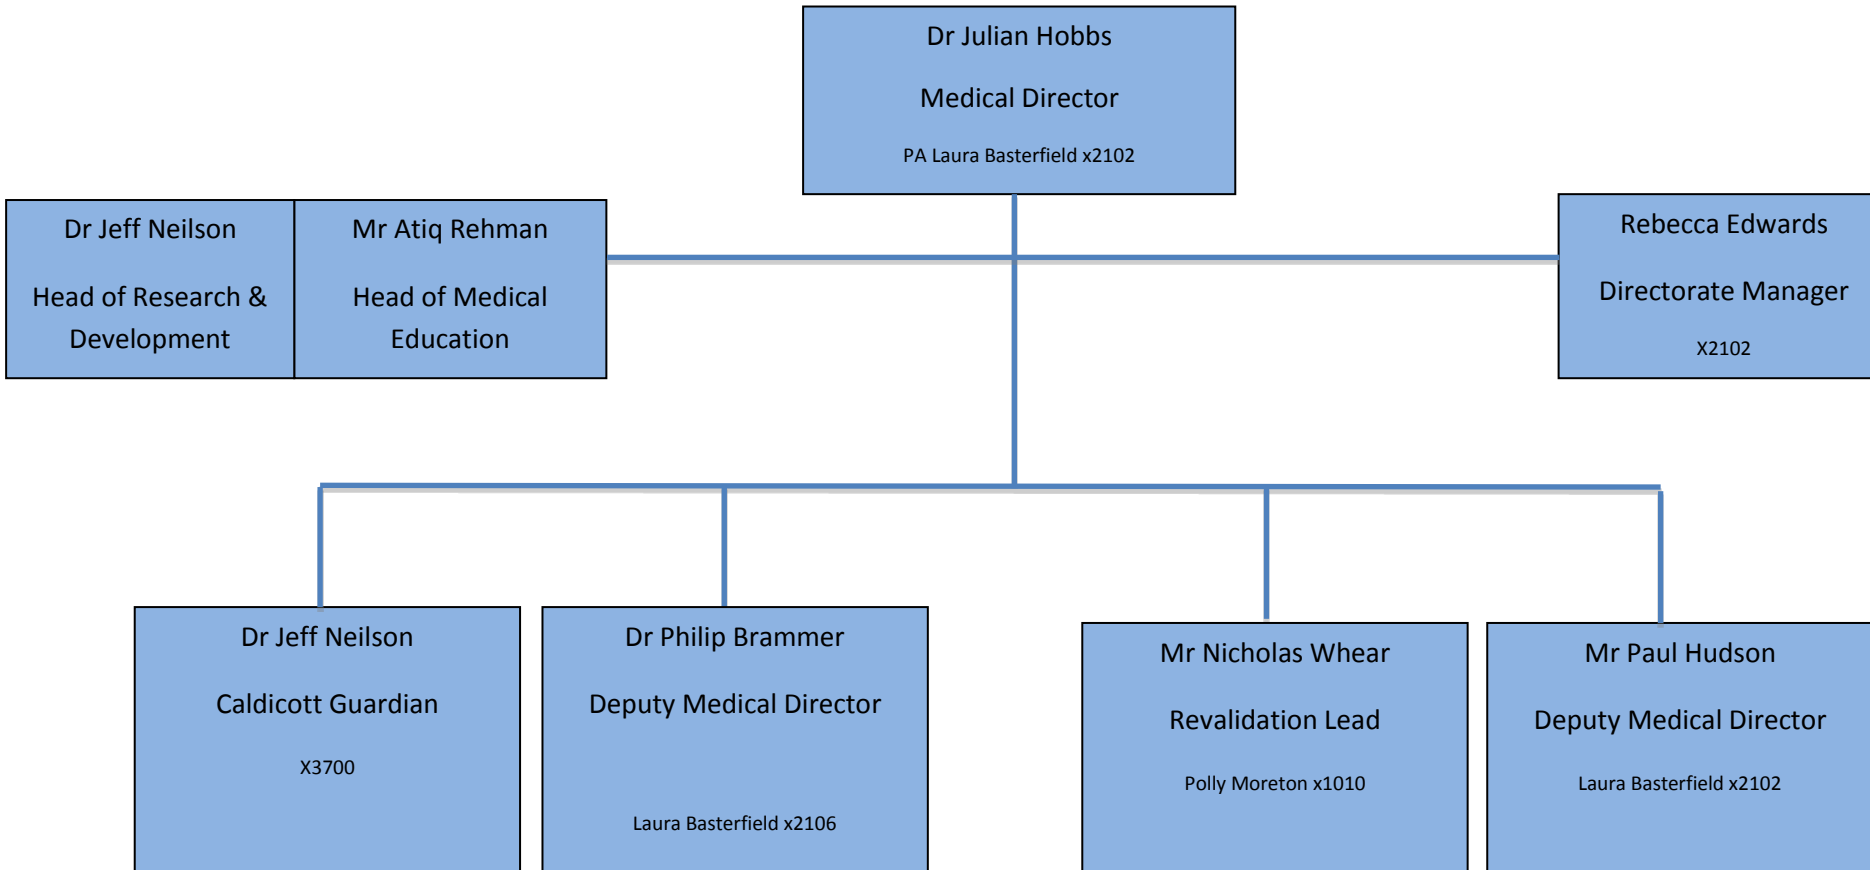 Dr Julian Hobbs
Medical Director
PA Laura Basterfield x2102
Dr Jeff Neilson
Head of Research &
Development
Mr Atiq Rehman
Head of Medical
Education
Rebecca Edwards
Directorate Manager
X2102
Dr Jeff Neilson
Caldicott Guardian
X3700
Dr Philip Brammer
Deputy Medical Director
Laura Basterfield x2106
Mr Nicholas Whear
Revalidation Lead
Polly Moreton x1010
Mr Paul Hudson
Deputy Medical Director
Laura Basterfield x2102